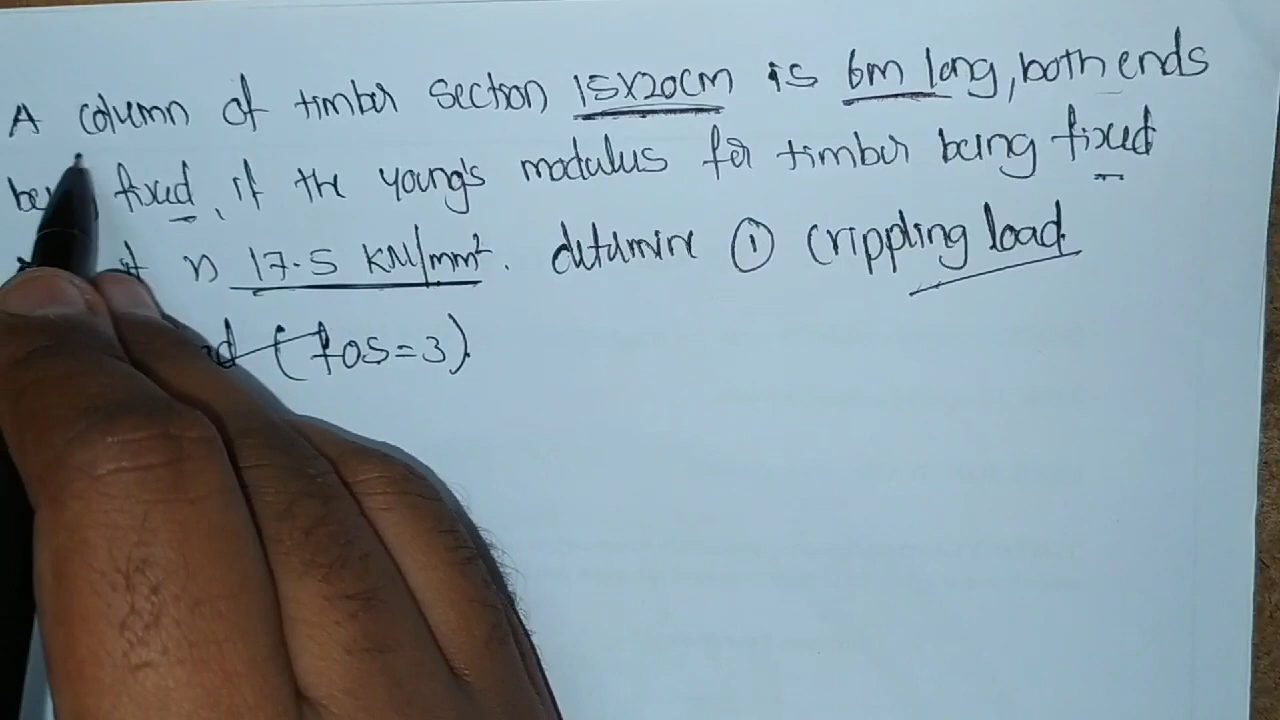 A column of timber section 15x20cm is 6m long, both ends
fixed, if the young's modulus for timber being fixed
17.5 KN/mm². determine ① crippling load
(fos=3).